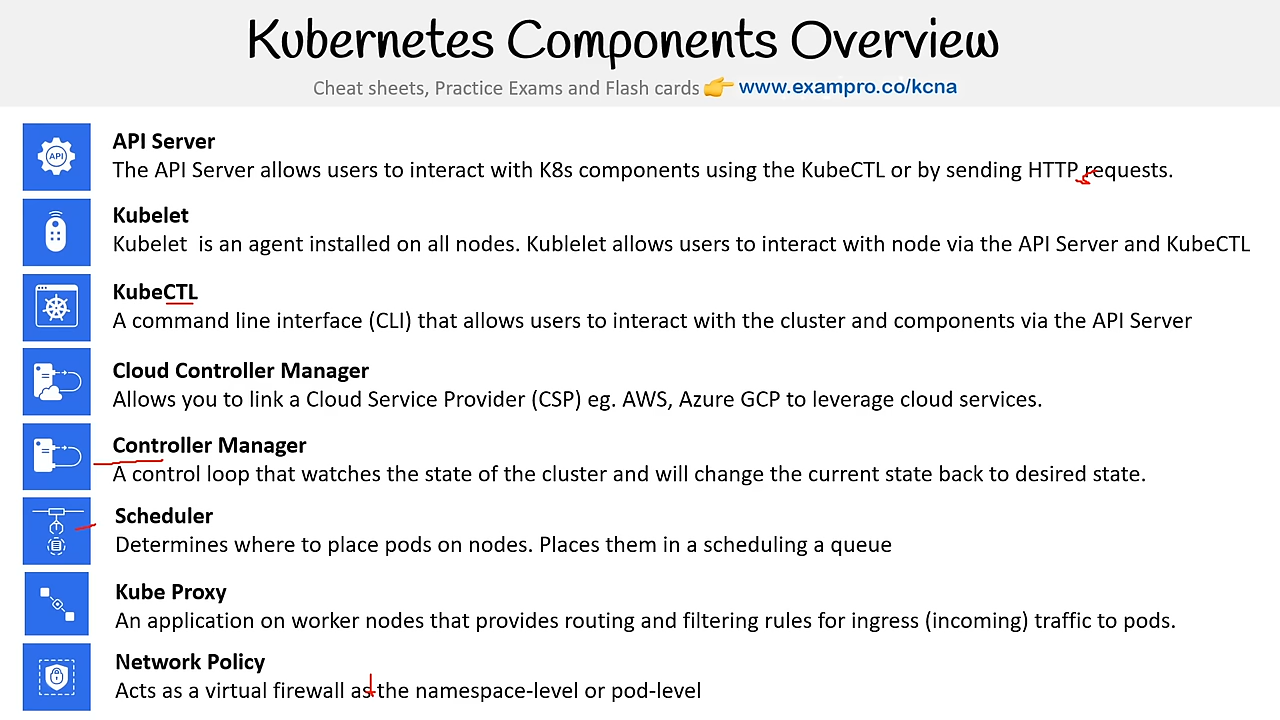 Kubernetes Components Overview
Cheat sheets, Practice Exams and Flash cards 👉 www.exampro.co/kcna
API
API Server
The API Server allows users to interact with K8s components using the KubeCTL or by sending HTTP requests.
Kubelet
Kubelet is an agent installed on all nodes. Kublelet allows users to interact with node via the API Server and KubeCTL
KubeCTL
A command line interface (CLI) that allows users to interact with the cluster and components via the API Server
Cloud Controller Manager
Allows you to link a Cloud Service Provider (CSP) eg. AWS, Azure GCP to leverage cloud services.
Controller Manager
A control loop that watches the state of the cluster and will change the current state back to desired state.
Scheduler
Determines where to place pods on nodes. Places them in a scheduling a queue
Kube Proxy
An application on worker nodes that provides routing and filtering rules for ingress (incoming) traffic to pods.
Network Policy
Acts as a virtual firewall as the namespace-level or pod-level